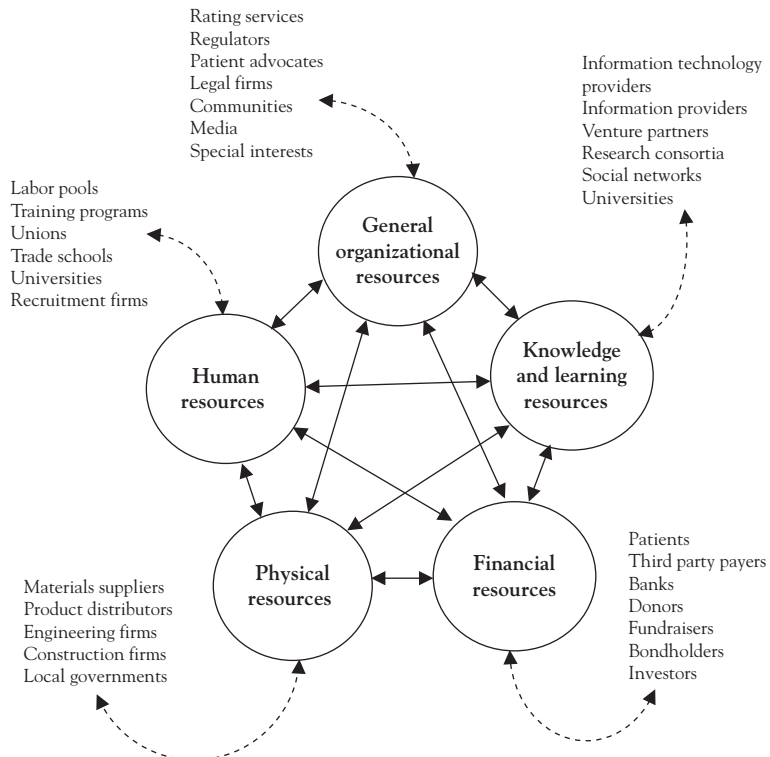 Rating services
Regulators
Patient advocates
Legal firms
Communities
Media
Special interests
Information technology
providers
Information providers
Venture partners
Research consortia
Social networks
Universities
Labor pools
Training programs
Unions
Trade schools
Universities
Recruitment firms
General
organizational
resources
Human
resources
Knowledge
and learning
resources
Physical
resources
Financial
resources
Materials suppliers
Product distributors
Engineering firms
Construction firms
Local governments
Patients
Third party payers
Banks
Donors
Fundraisers
Bondholders
Investors